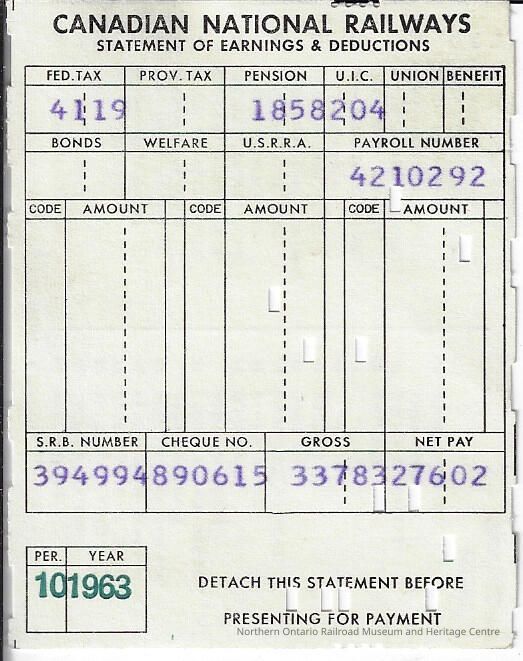 CANADIAN NATIONAL RAILWAYS
STATEMENT OF EARNINGS & DEDUCTIONS
FED.TAX PROV. TAX PENSION U.I.C. UNION BENEFIT
4119 1858204
BONDS WELFARE U.S.R.R.A. PAYROLL NUMBER
4210292
CODE AMOUNT CODE AMOUNT CODE AMOUNT
S.R.B. NUMBER CHEQUE NO. GROSS NET PAY
394994890615 3378327602
PER. YEAR
101963
DETACH THIS STATEMENT BEFORE
PRESENTING FOR PAYMENT
Northern Ontario Railroad Museum and Heritage Centre